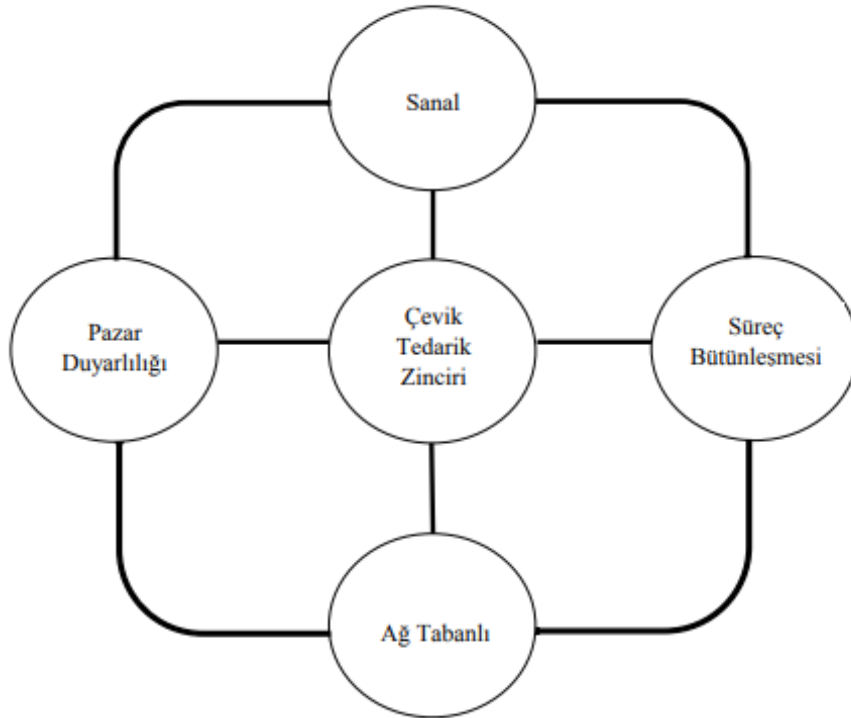 Sanal
Pazar
Duyarlılığı
Çevik
Tedarik
Zinciri
Süreç
Bütünleşmesi
Ağ Tabanlı